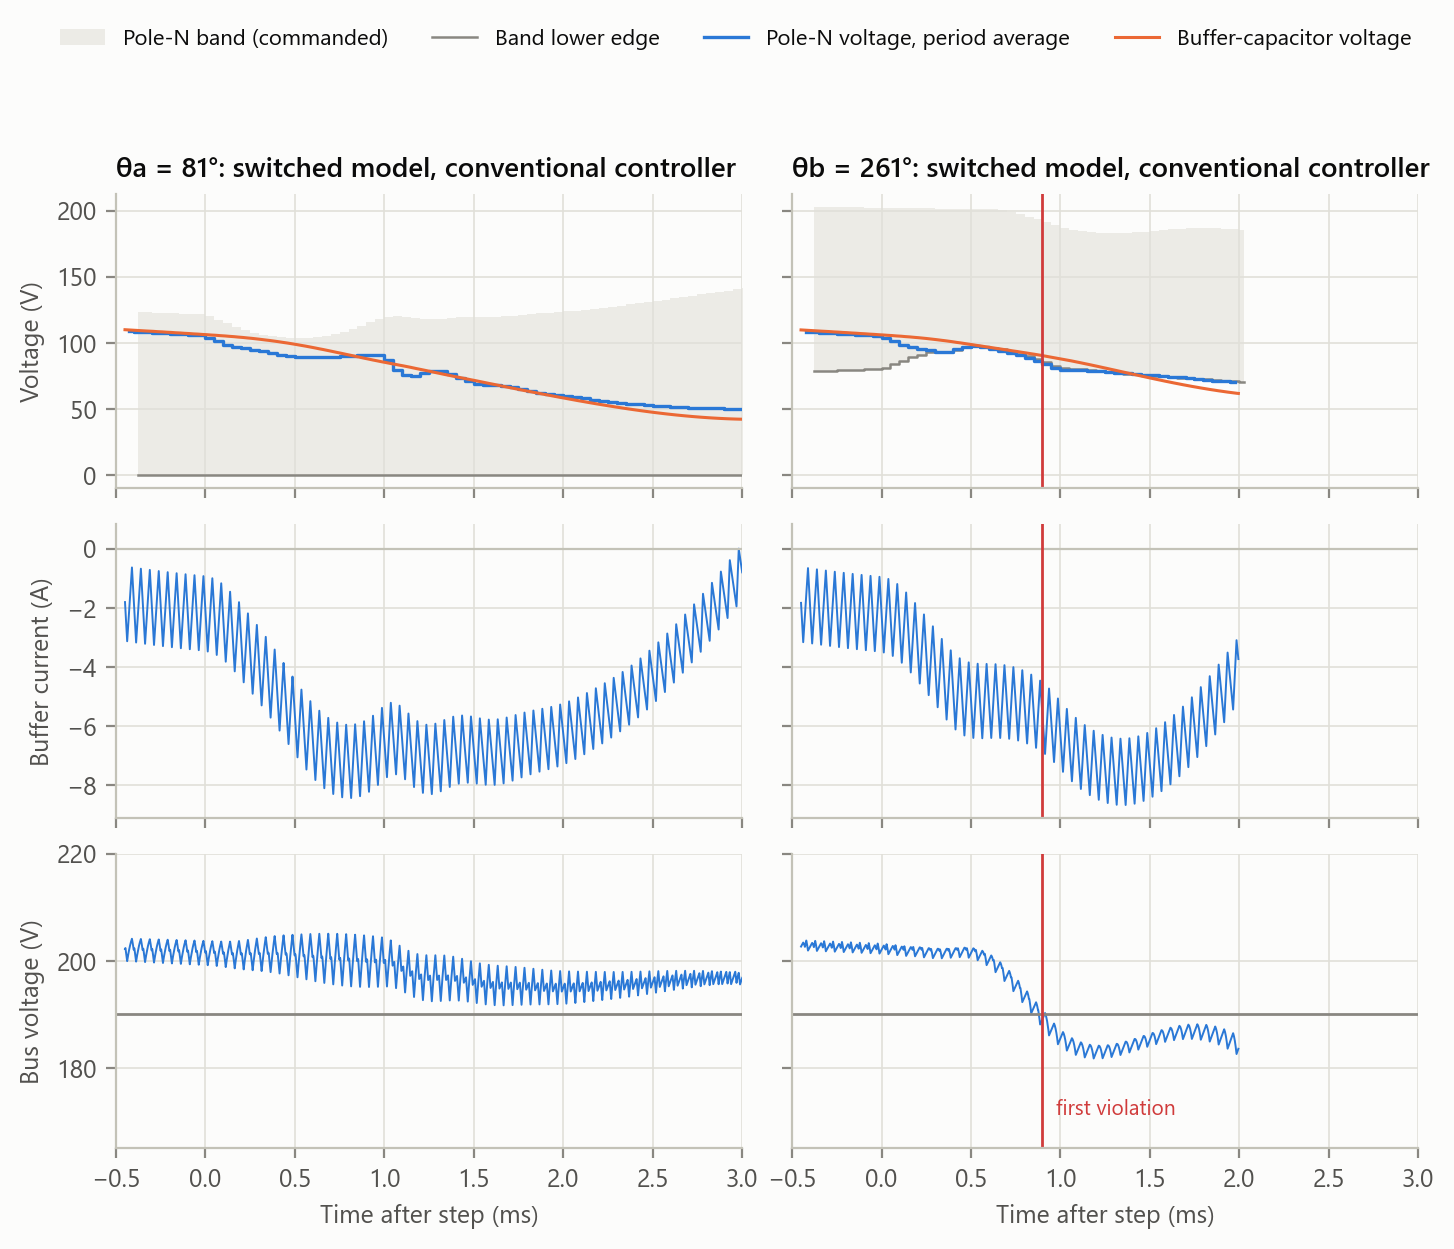 Pole-N band (commanded)
Band lower edge
Pole-N voltage, period average
Buffer-capacitor voltage
θa = 81°: switched model, conventional controller
θb = 261°: switched model, conventional controller
Voltage (V)
200
150
100
50
0
Buffer current (A)
0
−2
−4
−6
−8
Bus voltage (V)
220
200
180
first violation
−0.5 0.0 0.5 1.0 1.5 2.0 2.5 3.0
−0.5 0.0 0.5 1.0 1.5 2.0 2.5 3.0
Time after step (ms)
Time after step (ms)